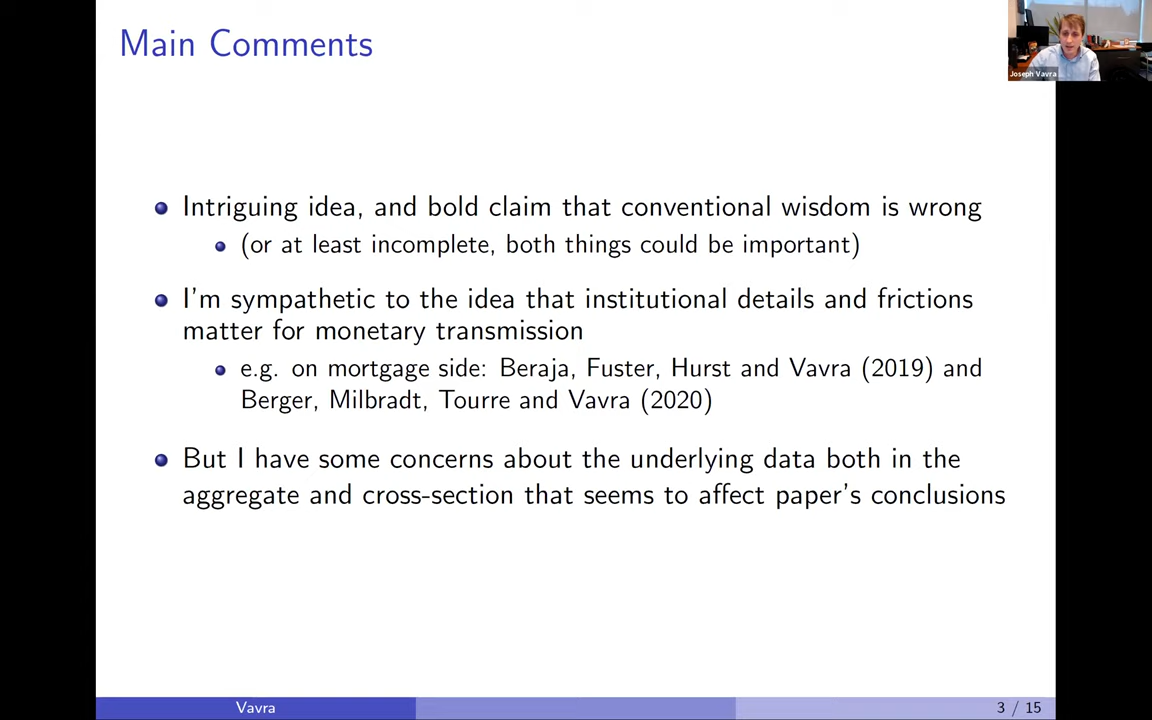 Main Comments
Joseph Vavra
Intriguing idea, and bold claim that conventional wisdom is wrong
(or at least incomplete, both things could be important)
I'm sympathetic to the idea that institutional details and frictions
matter for monetary transmission
e.g. on mortgage side: Beraja, Fuster, Hurst and Vavra (2019) and
Berger, Milbradt, Tourre and Vavra (2020)
But I have some concerns about the underlying data both in the
aggregate and cross-section that seems to affect paper's conclusions
Vavra
3 / 15